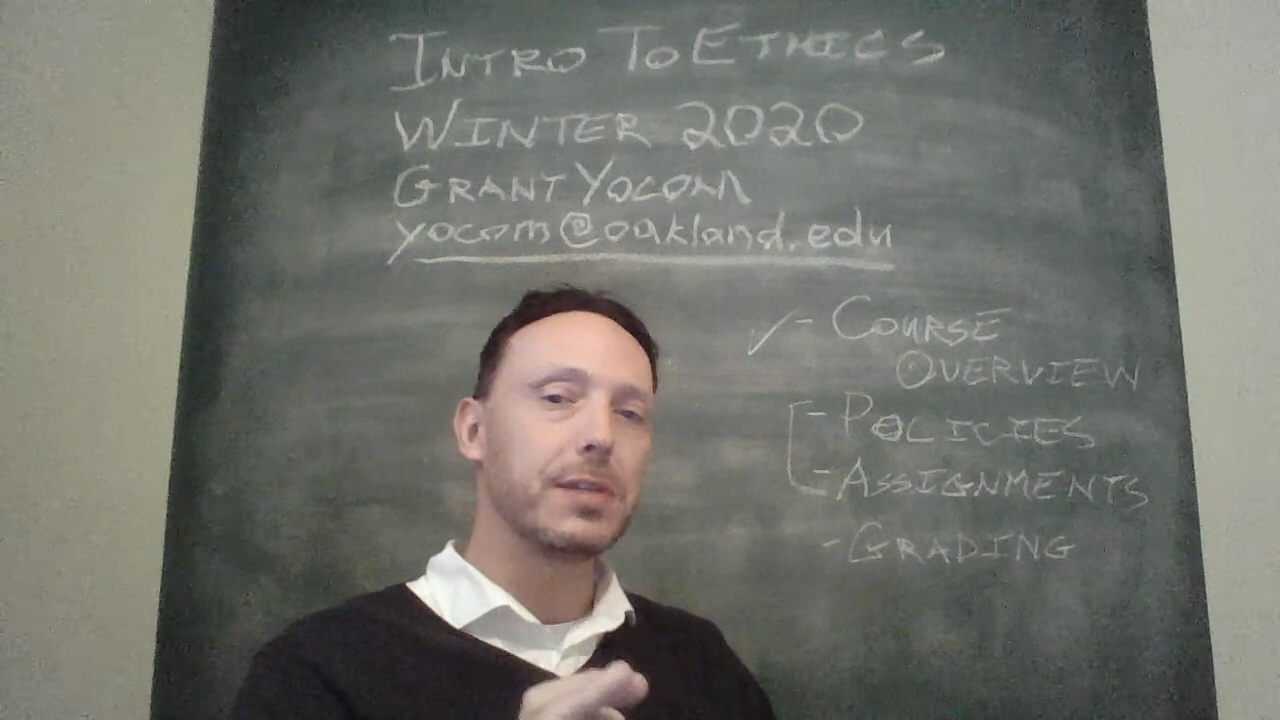 INTRO TO ETHICS
WINTER 2020
GRANT YOCOM
yocom@oakland.edu
✓ - COURSE
OVERVIEW
- POLICIES
- ASSIGNMENTS
- GRADING